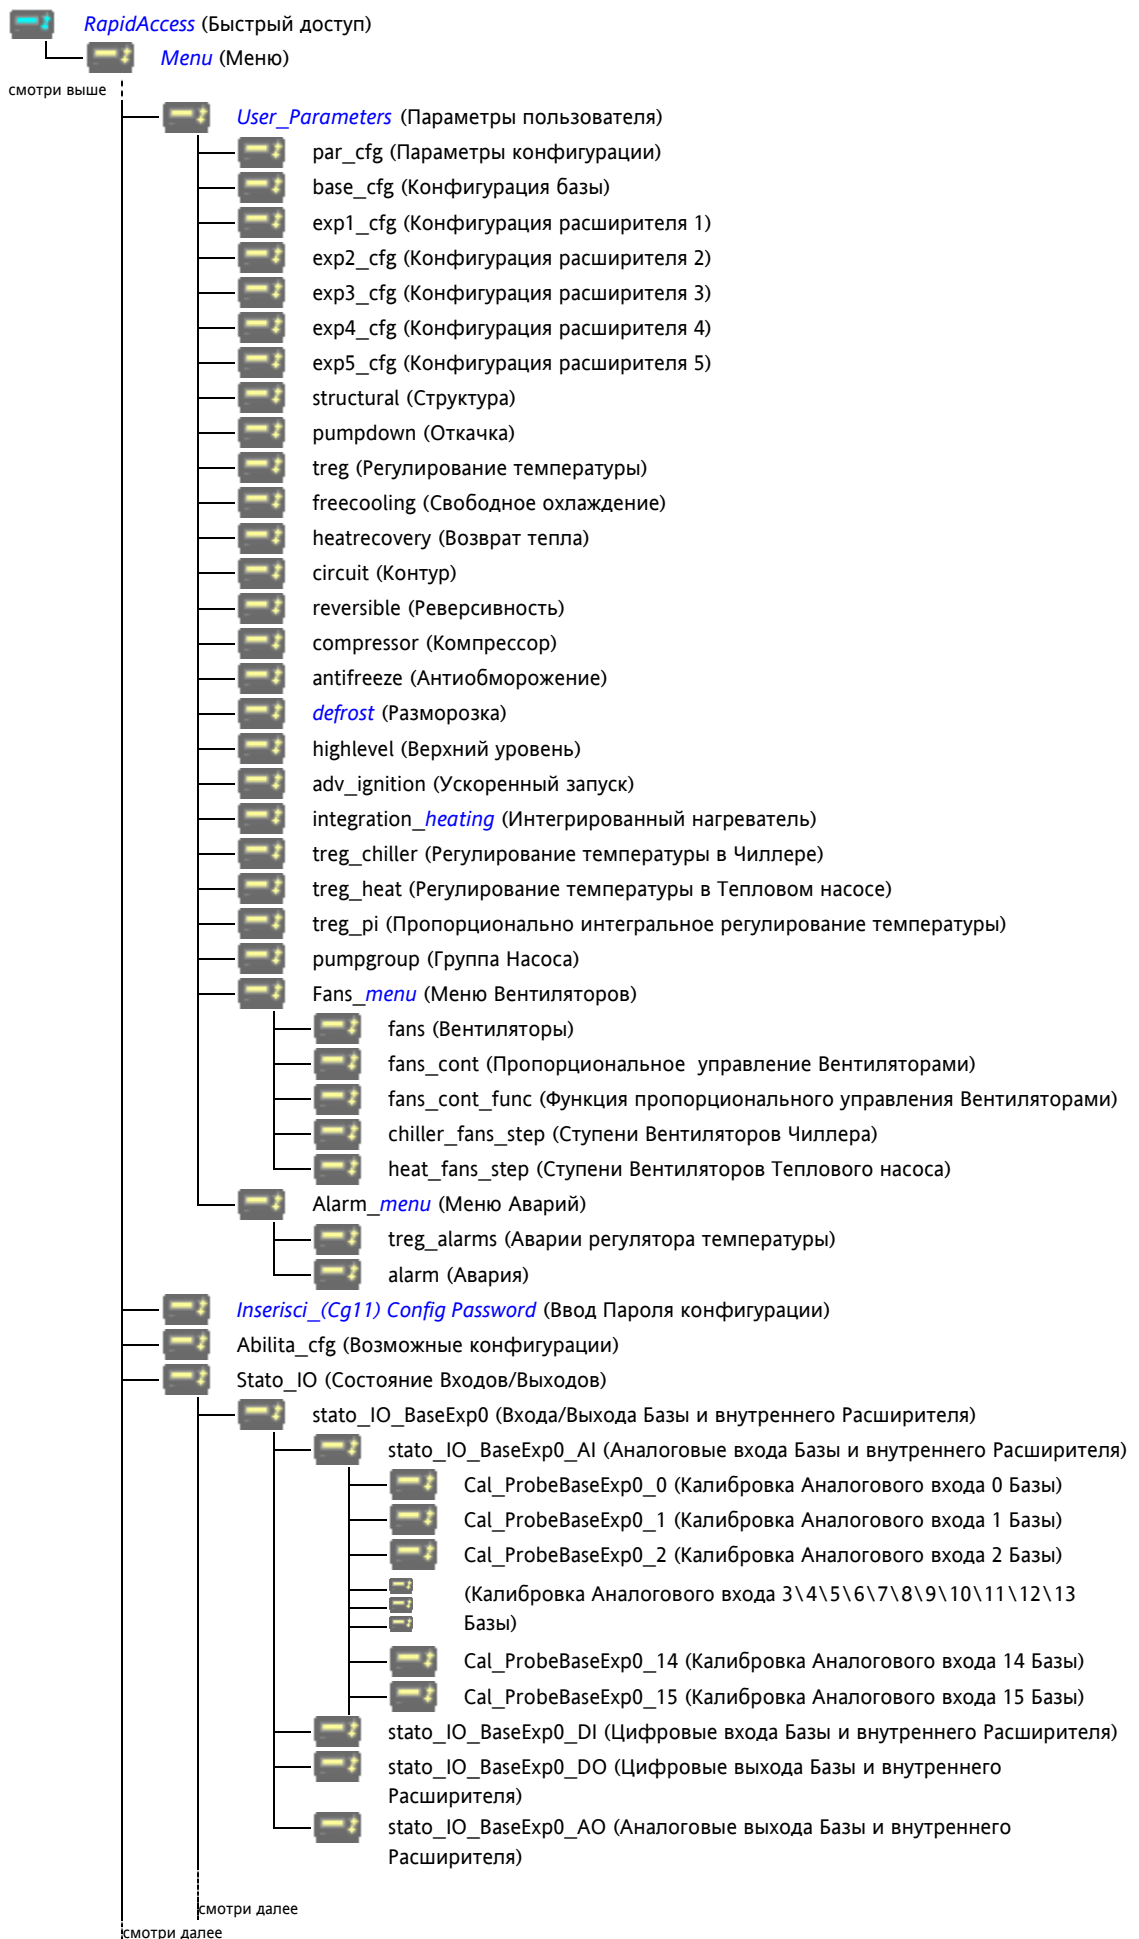 RapidAccess (Быстрый доступ)
Menu (Меню)
смотри выше
User_Parameters (Параметры пользователя)
par_cfg (Параметры конфигурации)
base_cfg (Конфигурация базы)
exp1_cfg (Конфигурация расширителя 1)
exp2_cfg (Конфигурация расширителя 2)
exp3_cfg (Конфигурация расширителя 3)
exp4_cfg (Конфигурация расширителя 4)
exp5_cfg (Конфигурация расширителя 5)
structural (Структура)
pumpdown (Откачка)
treg (Регулирование температуры)
freecooling (Свободное охлаждение)
heatrecovery (Возврат тепла)
circuit (Контур)
reversible (Реверсивность)
compressor (Компрессор)
antifreeze (Антиобморожение)
defrost (Разморозка)
highlevel (Верхний уровень)
adv_ignition (Ускоренный запуск)
integration_heating (Интегрированный нагреватель)
treg_chiller (Регулирование температуры в Чиллере)
treg_heat (Регулирование температуры в Тепловом насосе)
treg_pi (Пропорционально интегральное регулирование температуры)
pumpgroup (Группа Насоса)
Fans_menu (Меню Вентиляторов)
fans (Вентиляторы)
fans_cont (Пропорциональное управление Вентиляторами)
fans_cont_func (Функция пропорционального управления Вентиляторами)
chiller_fans_step (Ступени Вентиляторов Чиллера)
heat_fans_step (Ступени Вентиляторов Теплового насоса)
Alarm_menu (Меню Аварий)
treg_alarms (Аварии регулятора температуры)
alarm (Авария)
Inserisci_(Cg11) Config Password (Ввод Пароля конфигурации)
Abilita_cfg (Возможные конфигурации)
Stato_IO (Состояние Входов/Выходов)
stato_IO_BaseExp0 (Входа/Выхода Базы и внутреннего Расширителя)
stato_IO_BaseExp0_AI (Аналоговые входа Базы и внутреннего Расширителя)
Cal_ProbeBaseExp0_0 (Калибровка Аналогового входа 0 Базы)
Cal_ProbeBaseExp0_1 (Калибровка Аналогового входа 1 Базы)
Cal_ProbeBaseExp0_2 (Калибровка Аналогового входа 2 Базы)
(Калибровка Аналогового входа 3\4\5\6\7\8\9\10\11\12\13
Базы)
Cal_ProbeBaseExp0_14 (Калибровка Аналогового входа 14 Базы)
Cal_ProbeBaseExp0_15 (Калибровка Аналогового входа 15 Базы)
stato_IO_BaseExp0_DI (Цифровые входа Базы и внутреннего Расширителя)
stato_IO_BaseExp0_DO (Цифровые выхода Базы и внутреннего
Расширителя)
stato_IO_BaseExp0_AO (Аналоговые выхода Базы и внутреннего
Расширителя)
смотри далее
смотри далее